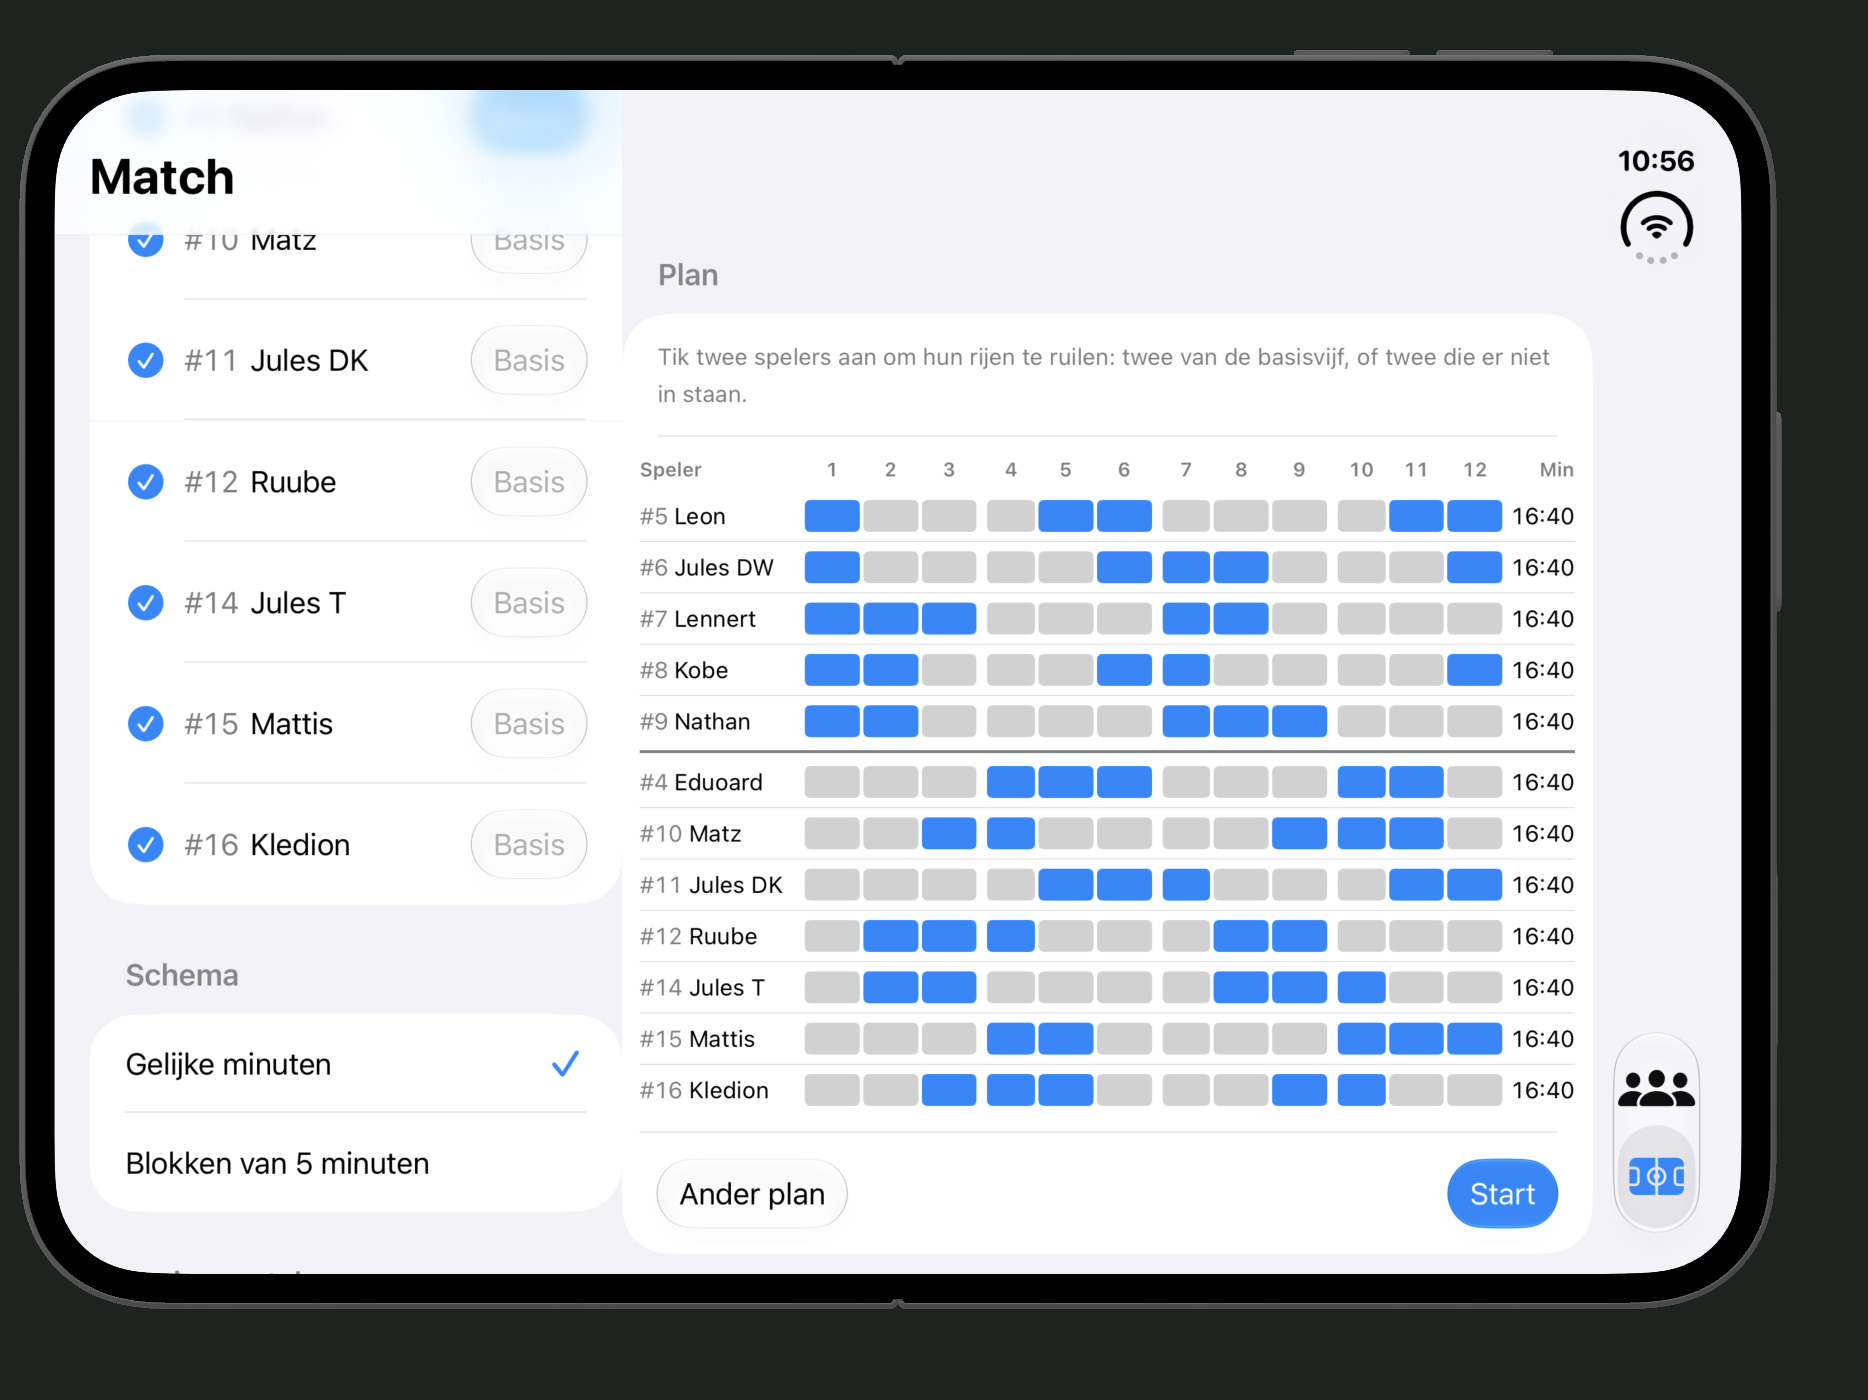 10:56
Match
#10 Matz Basis
#11 Jules DK Basis
#12 Ruube Basis
#14 Jules T Basis
#15 Mattis Basis
#16 Kledion Basis
Schema
Gelijke minuten
Blokken van 5 minuten
Plan
Tik twee spelers aan om hun rijen te ruilen: twee van de basisvijf, of twee die er niet
in staan.
Speler 1 2 3 4 5 6 7 8 9 10 11 12 Min
#5 Leon 16:40
#6 Jules DW 16:40
#7 Lennert 16:40
#8 Kobe 16:40
#9 Nathan 16:40
#4 Eduoard 16:40
#10 Matz 16:40
#11 Jules DK 16:40
#12 Ruube 16:40
#14 Jules T 16:40
#15 Mattis 16:40
#16 Kledion 16:40
Ander plan Start